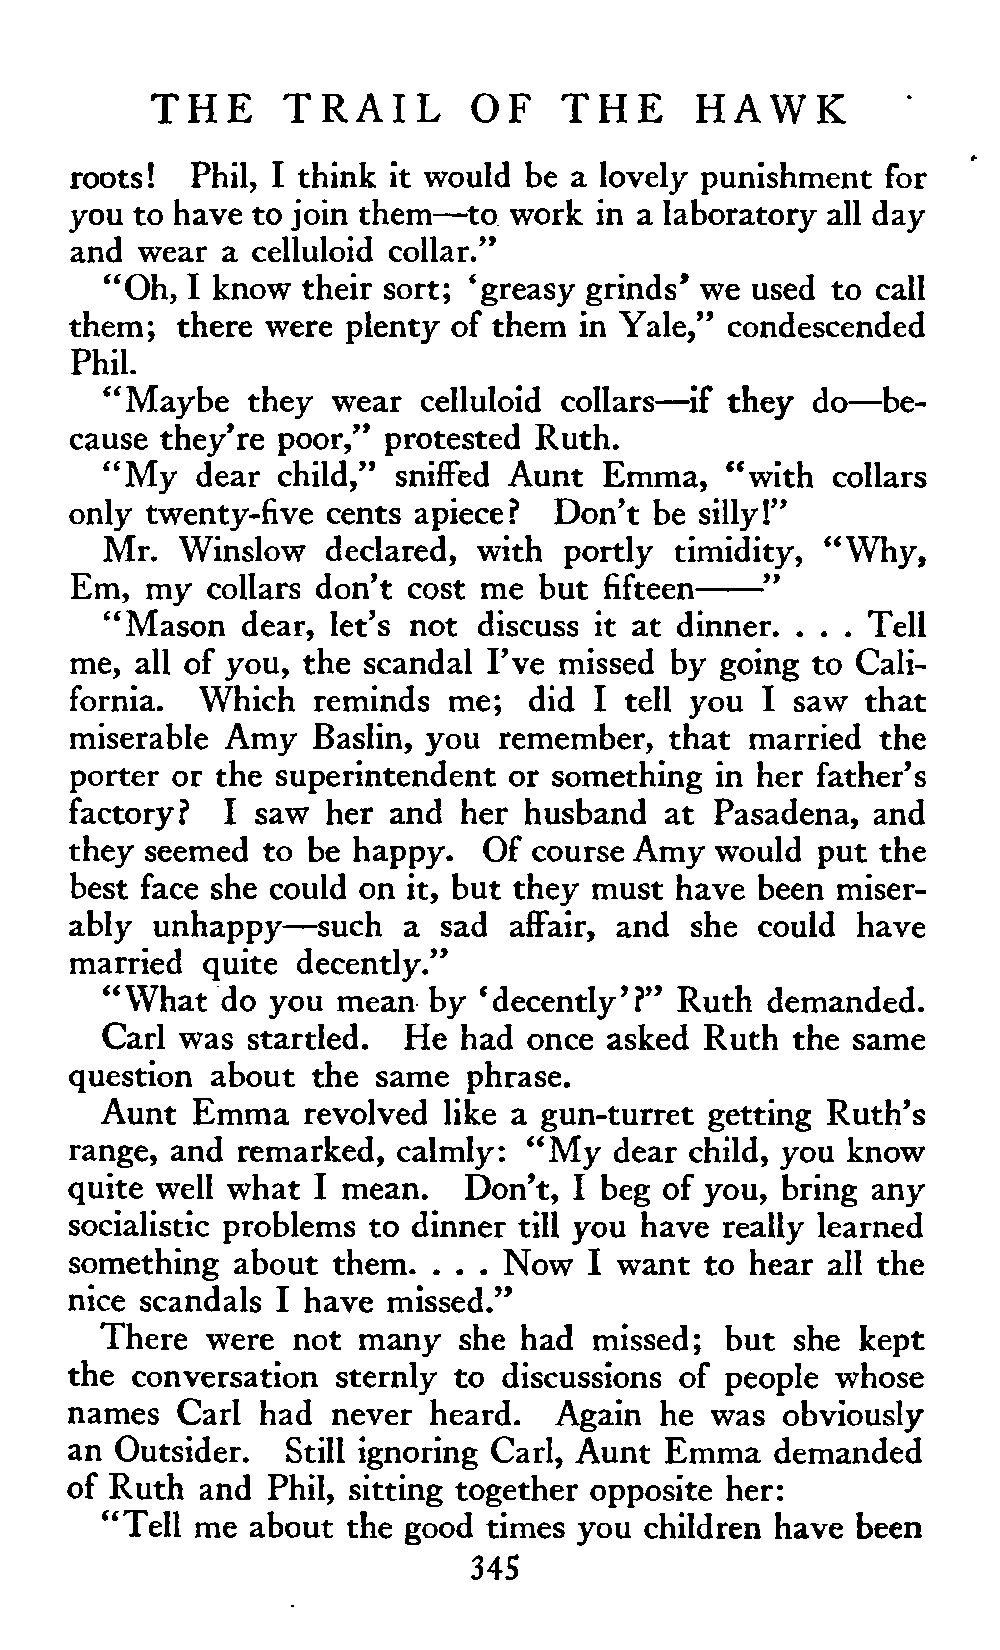 THE TRAIL OF THE HAWK
roots! Phil, I think it would be a lovely punishment for
you to have to join them—to work in a laboratory all day
and wear a celluloid collar."
"Oh, I know their sort; 'greasy grinds' we used to call
them; there were plenty of them in Yale," condescended
Phil.
"Maybe they wear celluloid collars—if they do—be-
cause they're poor," protested Ruth.
"My dear child," sniffed Aunt Emma, "with collars
only twenty-five cents apiece? Don't be silly!"
Mr. Winslow declared, with portly timidity, "Why,
Em, my collars don't cost me but fifteen——"
"Mason dear, let's not discuss it at dinner. . . . Tell
me, all of you, the scandal I've missed by going to Cali-
fornia. Which reminds me; did I tell you I saw that
miserable Amy Baslin, you remember, that married the
porter or the superintendent or something in her father's
factory? I saw her and her husband at Pasadena, and
they seemed to be happy. Of course Amy would put the
best face she could on it, but they must have been miser-
ably unhappy—such a sad affair, and she could have
married quite decently."
"What do you mean by 'decently'?" Ruth demanded.
Carl was startled. He had once asked Ruth the same
question about the same phrase.
Aunt Emma revolved like a gun-turret getting Ruth's
range, and remarked, calmly: "My dear child, you know
quite well what I mean. Don't, I beg of you, bring any
socialistic problems to dinner till you have really learned
something about them. . . . Now I want to hear all the
nice scandals I have missed."
There were not many she had missed; but she kept
the conversation sternly to discussions of people whose
names Carl had never heard. Again he was obviously
an Outsider. Still ignoring Carl, Aunt Emma demanded
of Ruth and Phil, sitting together opposite her:
"Tell me about the good times you children have been
345